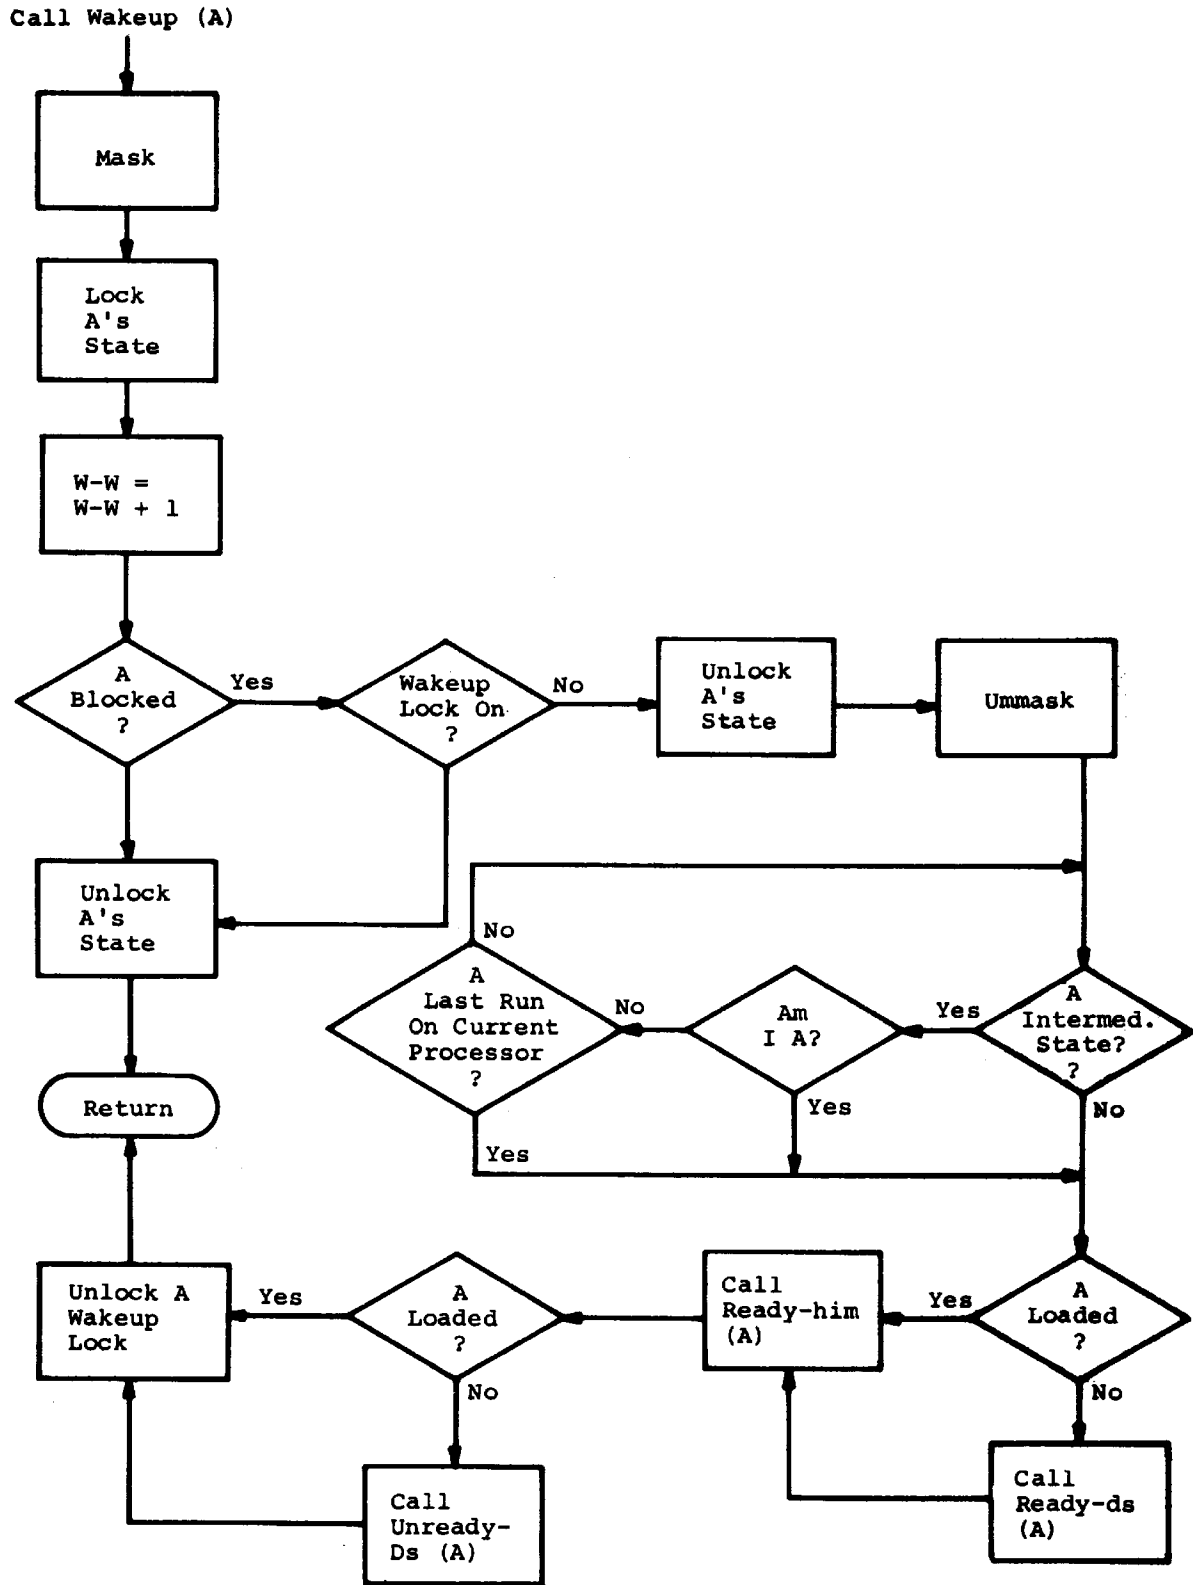 Call Wakeup (A)
Mask
Lock
A's
State
W-W =
W-W + 1
A
Blocked
?
Yes
Wakeup
Lock On
?
No
Unlock
A's
State
Ummask
Unlock
A's
State
No
A
Last Run
On Current
Processor
?
No
Am
I A?
Yes
A
Intermed.
State?
?
Yes
Yes
No
Return
Unlock A
Wakeup
Lock
Yes
A
Loaded
?
Call
Ready-him
(A)
Yes
A
Loaded
?
No
No
Call
Unready-
Ds (A)
Call
Ready-ds
(A)